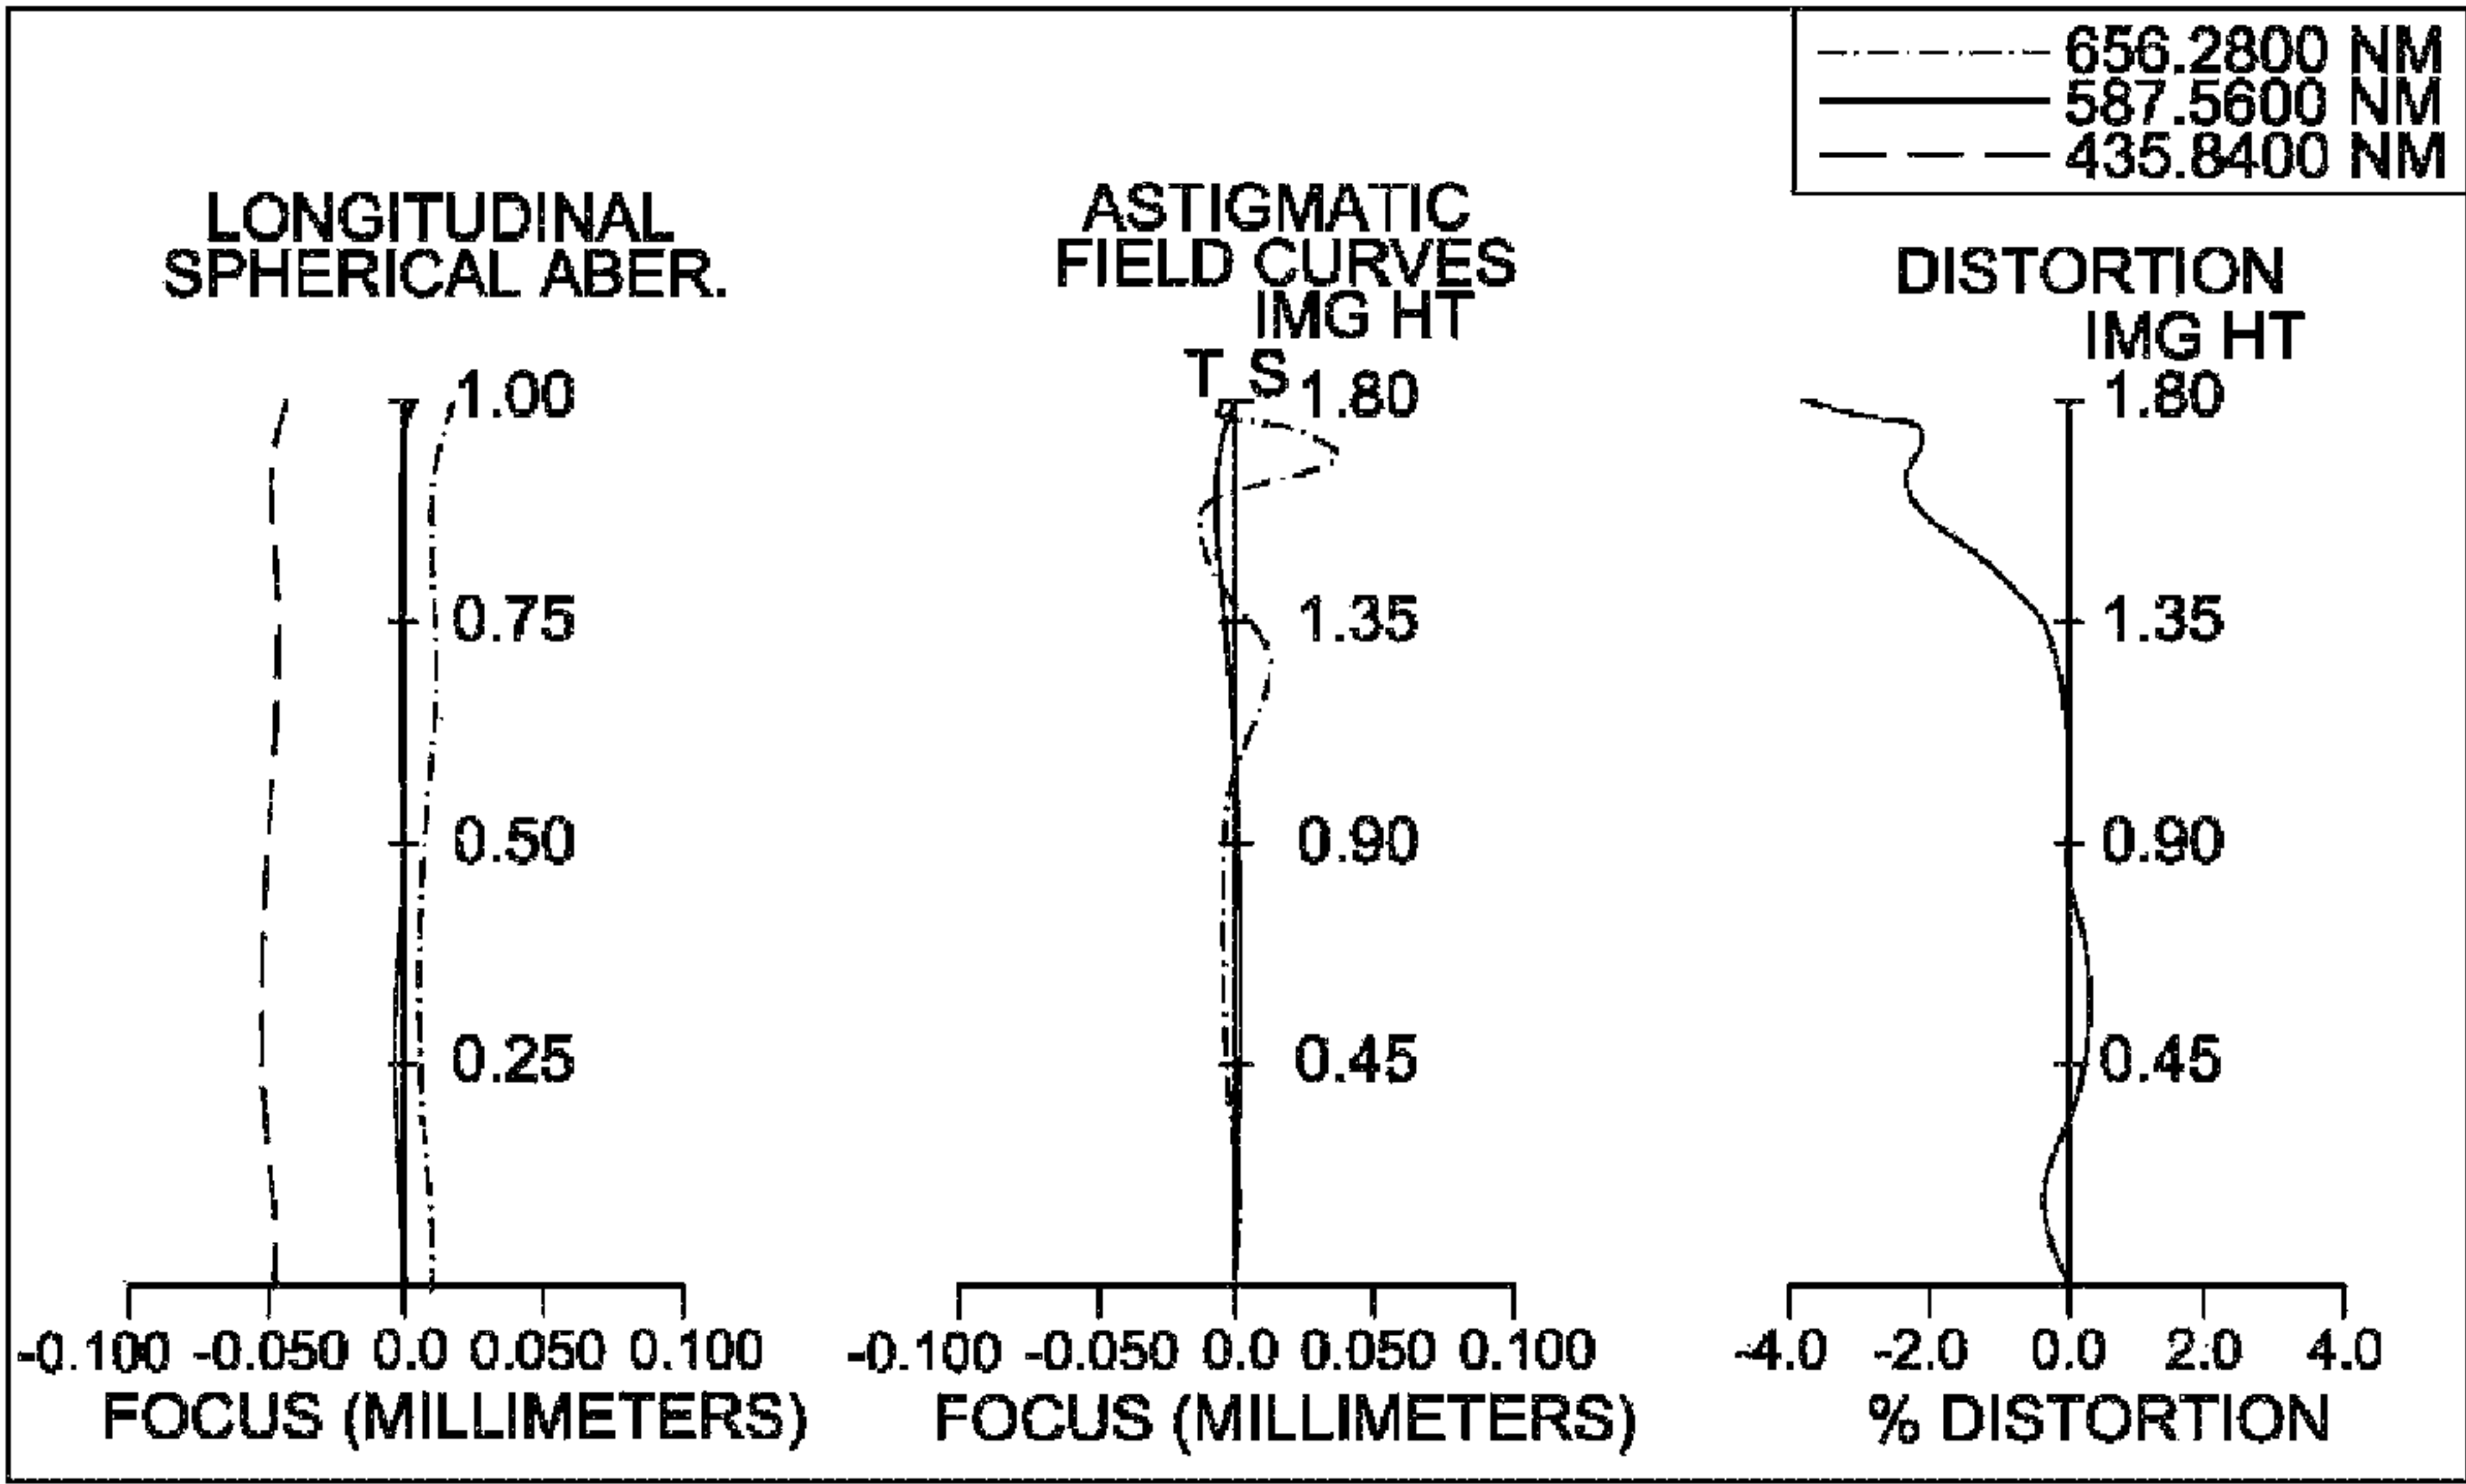 656.2800 NM
587.5600 NM
435.8400 NM
LONGITUDINAL
SPHERICAL ABER.
1.00
0.75
0.50
0.25
-0.100 -0.050 0.0 0.050 0.100
FOCUS (MILLIMETERS)
ASTIGMATIC
FIELD CURVES
IMG HT
T S
1.80
1.35
0.90
0.45
-0.100 -0.050 0.0 0.050 0.100
FOCUS (MILLIMETERS)
DISTORTION
IMG HT
1.80
1.35
0.90
0.45
-4.0 -2.0 0.0 2.0 4.0
% DISTORTION